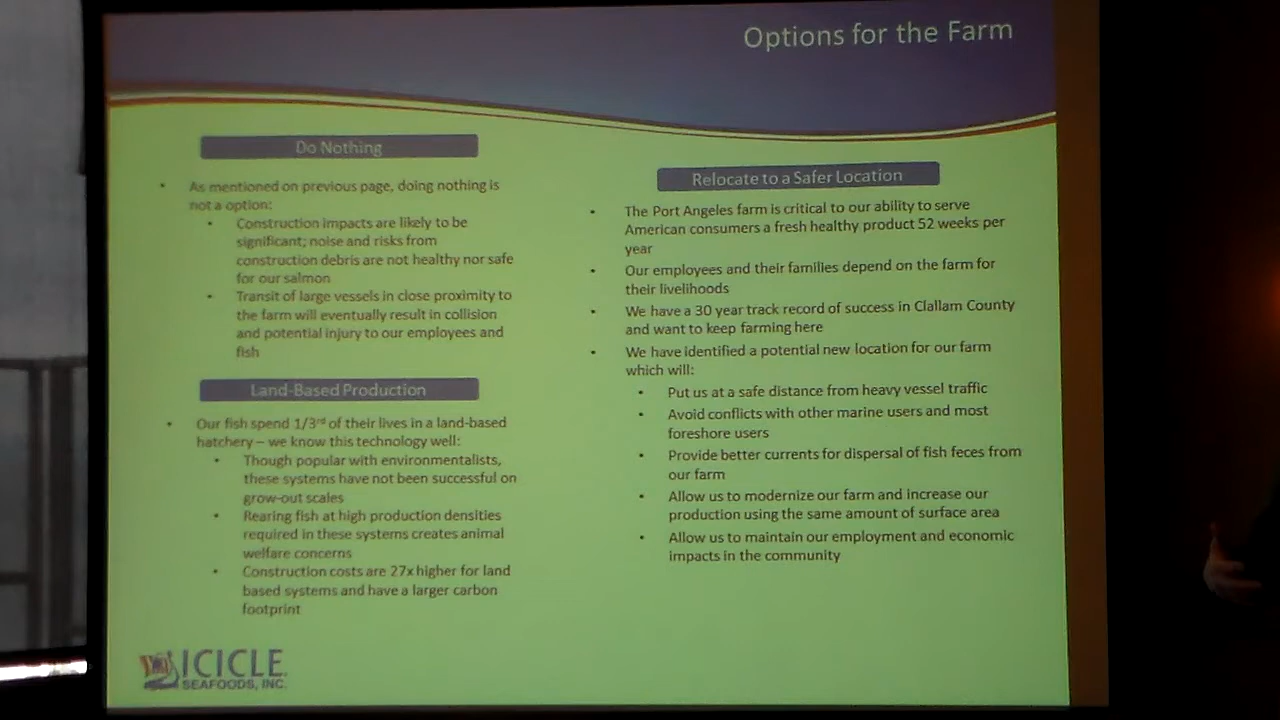 Options for the Farm
Do Nothing
• As mentioned on previous page, doing nothing is
not a option:
• Construction impacts are likely to be
significant; noise and risks from
construction debris are not healthy nor safe
for our salmon
• Transit of large vessels in close proximity to
the farm will eventually result in collision
and potential injury to our employees and
fish
Land-Based Production
• Our fish spend 1/3rd of their lives in a land-based
hatchery – we know this technology well:
• Though popular with environmentalists,
these systems have not been successful on
grow-out scales
• Rearing fish at high production densities
required in these systems creates animal
welfare concerns
• Construction costs are 27x higher for land
based systems and have a larger carbon
footprint
Relocate to a Safer Location
• The Port Angeles farm is critical to our ability to serve
American consumers a fresh healthy product 52 weeks per
year
• Our employees and their families depend on the farm for
their livelihoods
• We have a 30 year track record of success in Clallam County
and want to keep farming here
• We have identified a potential new location for our farm
which will:
• Put us at a safe distance from heavy vessel traffic
• Avoid conflicts with other marine users and most
foreshore users
• Provide better currents for dispersal of fish feces from
our farm
• Allow us to modernize our farm and increase our
production using the same amount of surface area
• Allow us to maintain our employment and economic
impacts in the community
ICICLE
SEAFOODS, INC.